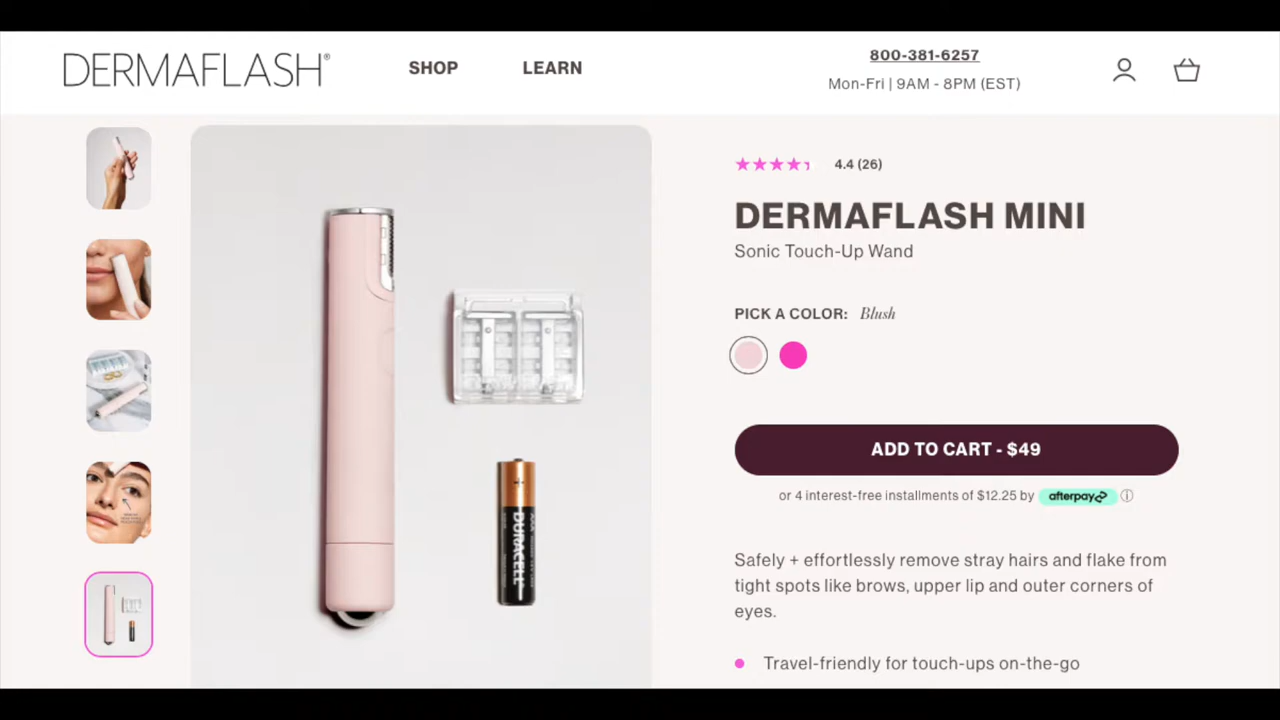 DERMAFLASH®
SHOP
LEARN
800-381-6257
Mon-Fri | 9AM - 8PM (EST)
4.4 (26)
DERMAFLASH MINI
Sonic Touch-Up Wand
PICK A COLOR: Blush
ADD TO CART - $49
or 4 interest-free installments of $12.25 by afterpay
Safely + effortlessly remove stray hairs and flake from
tight spots like brows, upper lip and outer corners of
eyes.
Travel-friendly for touch-ups on-the-go
DURACELL